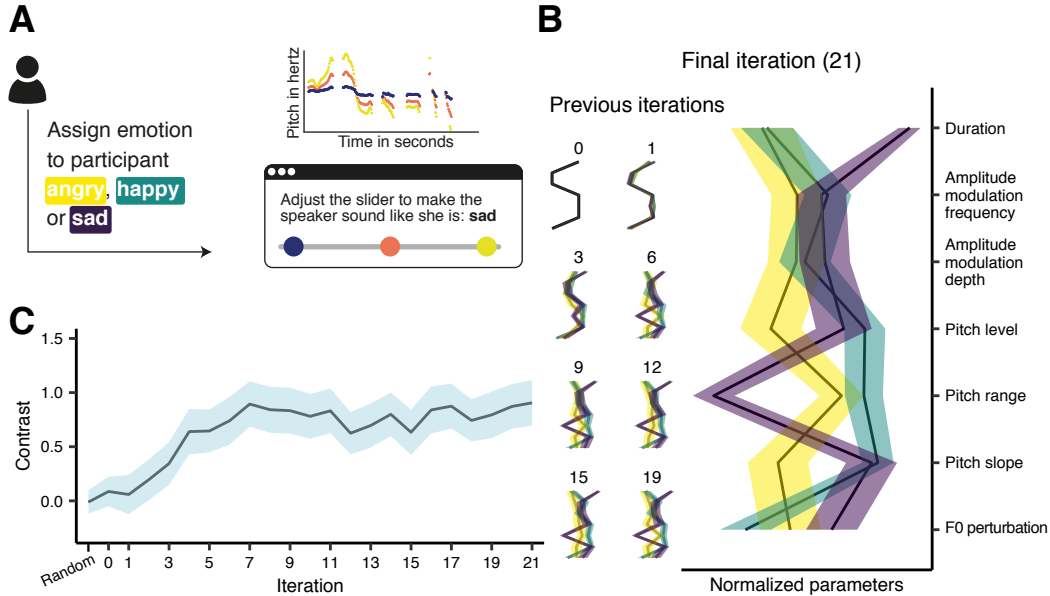 A
Assign emotion
to participant
angry, happy
or sad
Pitch in hertz
Time in seconds
Adjust the slider to make the
speaker sound like she is: sad
B
Final iteration (21)
Previous iterations
0
1
3
6
9
12
15
19
Duration
Amplitude
modulation
frequency
Amplitude
modulation
depth
Pitch level
Pitch range
Pitch slope
F0 perturbation
Normalized parameters
C
Contrast
1.5
1.0
0.5
0.0
Random 0 1 3 5 7 9 11 13 15 17 19 21
Iteration